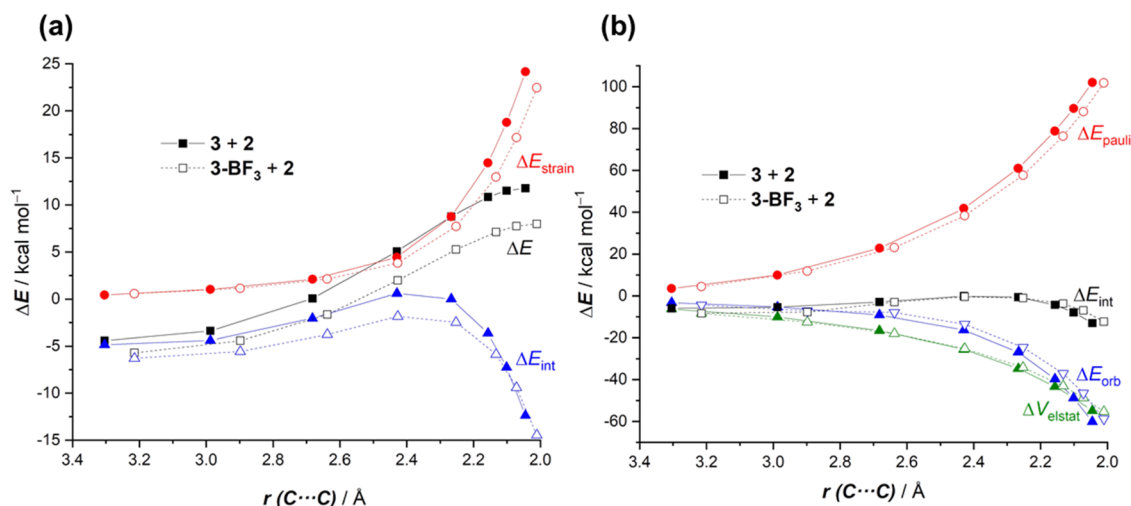 (a)
25
20
15
10
5
0
-5
-10
-15
3.4
3.2
3.0
2.8
2.6
2.4
2.2
2.0
ΔE / kcal mol⁻¹
r (C···C) / Å
3 + 2
3-BF₃ + 2
ΔE_strain
ΔE
ΔE_int
(b)
100
80
60
40
20
0
-20
-40
-60
3.4
3.2
3.0
2.8
2.6
2.4
2.2
2.0
ΔE / kcal mol⁻¹
r (C···C) / Å
3 + 2
3-BF₃ + 2
ΔE_pauli
ΔE_int
ΔE_orb
ΔV_elstat